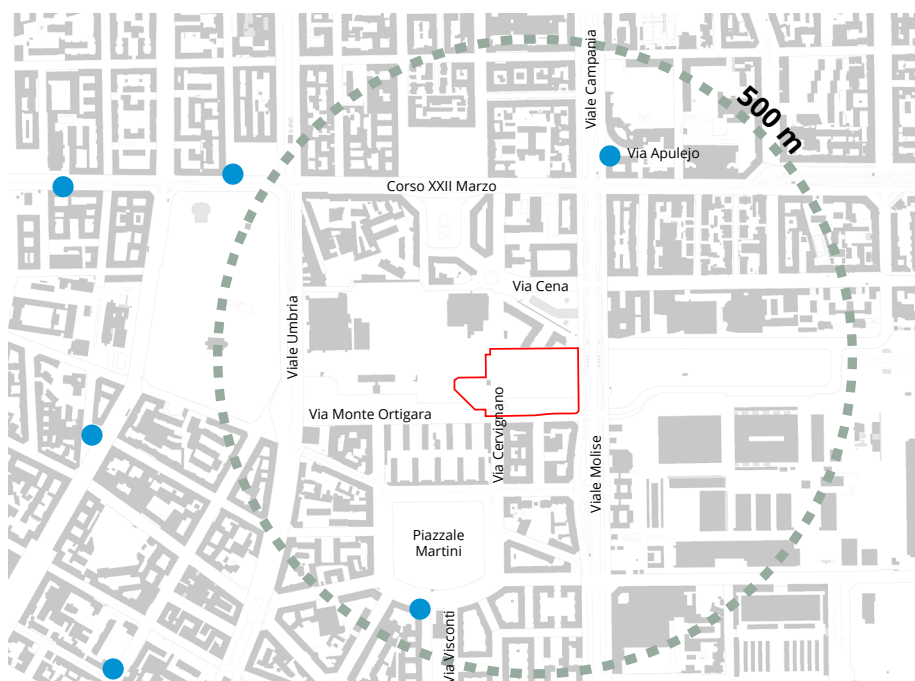 Viale Campania
500 m
Via Apulejo
Corso XXII Marzo
Via Cena
Viale Umbria
Via Monte Ortigara
Via Cervignano
Viale Molise
Piazzale
Martini
Via Visconti